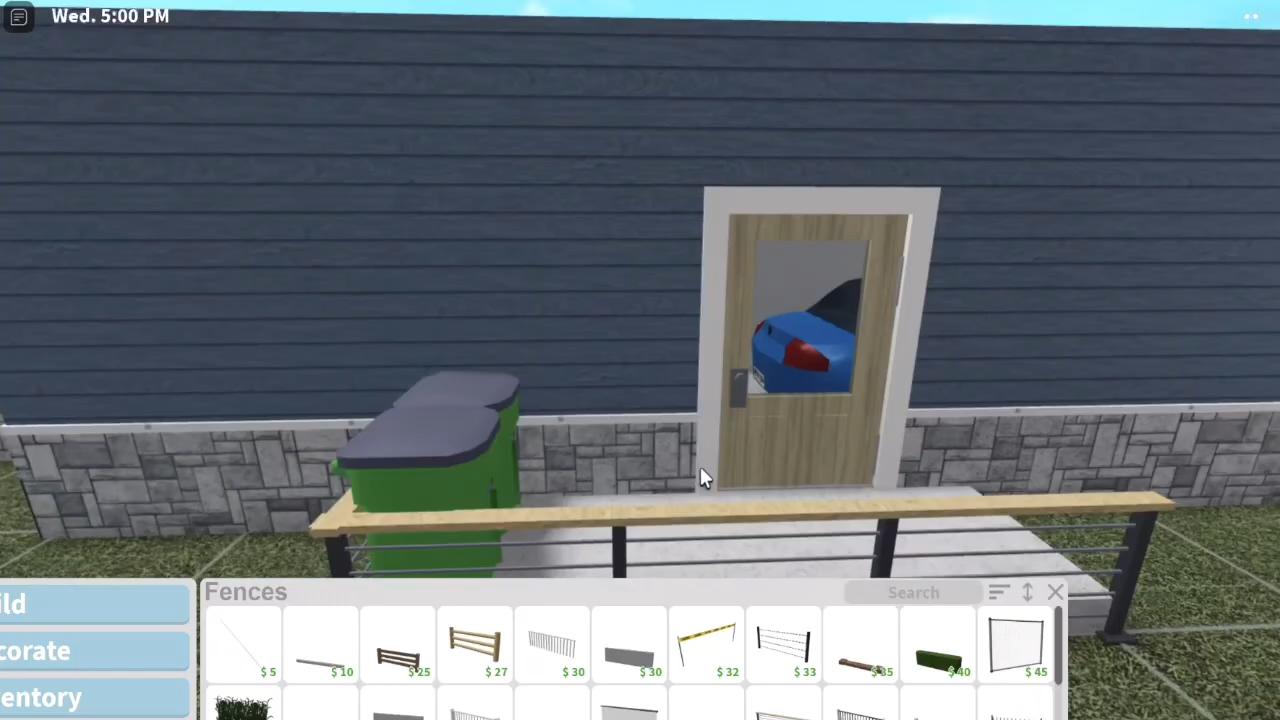 Wed. 5:00 PM
ild
corate
entory
Fences
Search
$ 5
$ 10
$ 25
$ 27
$ 30
$ 30
$ 32
$ 33
$ 35
$ 40
$ 45